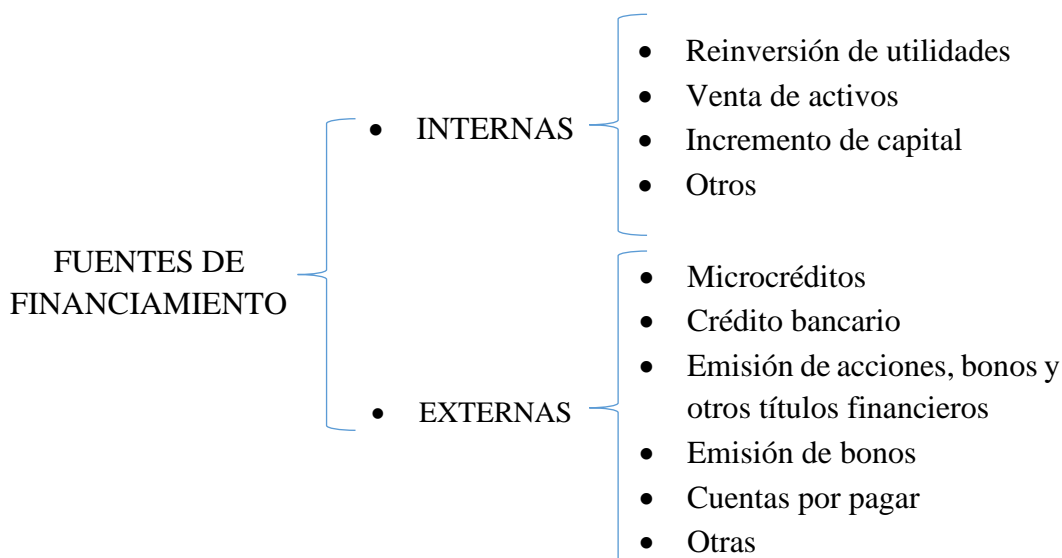 FUENTES DE
FINANCIAMIENTO
• INTERNAS
• Reinversión de utilidades
• Venta de activos
• Incremento de capital
• Otros
• EXTERNAS
• Microcréditos
• Crédito bancario
• Emisión de acciones, bonos y
otros títulos financieros
• Emisión de bonos
• Cuentas por pagar
• Otras